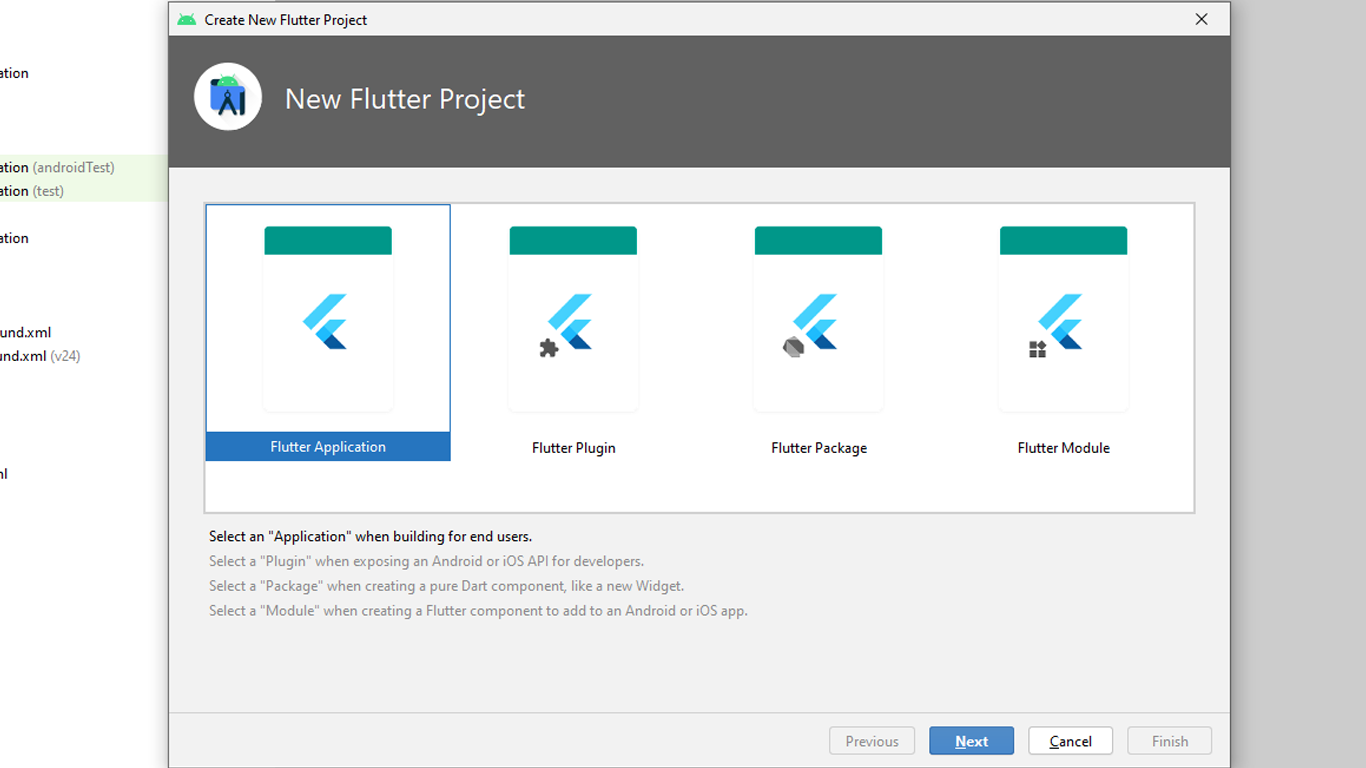 Create New Flutter Project
New Flutter Project
ation
ation (androidTest)
ation (test)
ation
und.xml
und.xml (v24)
nl
Flutter Application
Flutter Plugin
Flutter Package
Flutter Module
Select an "Application" when building for end users.
Select a "Plugin" when exposing an Android or iOS API for developers.
Select a "Package" when creating a pure Dart component, like a new Widget.
Select a "Module" when creating a Flutter component to add to an Android or iOS app.
Previous
Next
Cancel
Finish